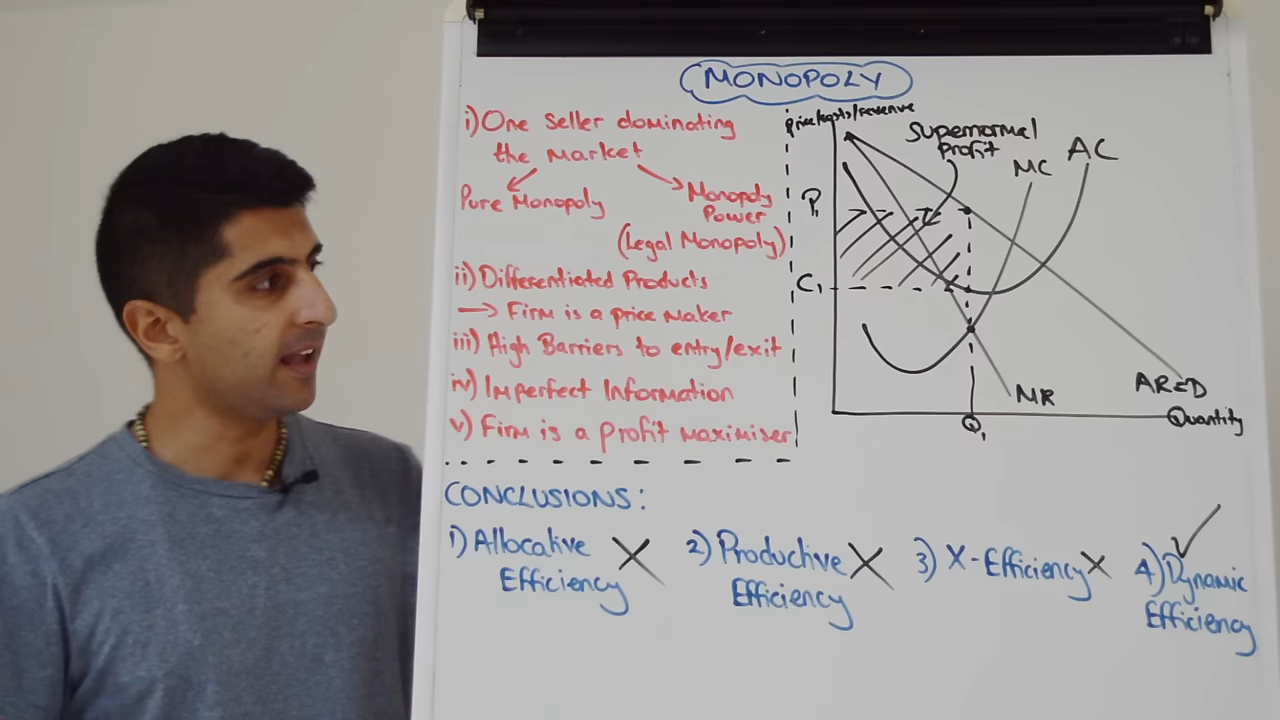 MONOPOLY
i) One seller dominating
the market
Pure Monopoly
Monopoly
Power
(Legal Monopoly)
ii) Differentiated Products
→ Firm is a price maker
iii) High Barriers to entry/exit
iv) Imperfect Information
v) Firm is a profit maximiser
Price/costs/revenue
Supernormal
Profit
MC
AC
P1
C1
MR
AR=D
Q1
Quantity
CONCLUSIONS:
1) Allocative
Efficiency
2) Productive
Efficiency
3) X-Efficiency
4) Dynamic
Efficiency